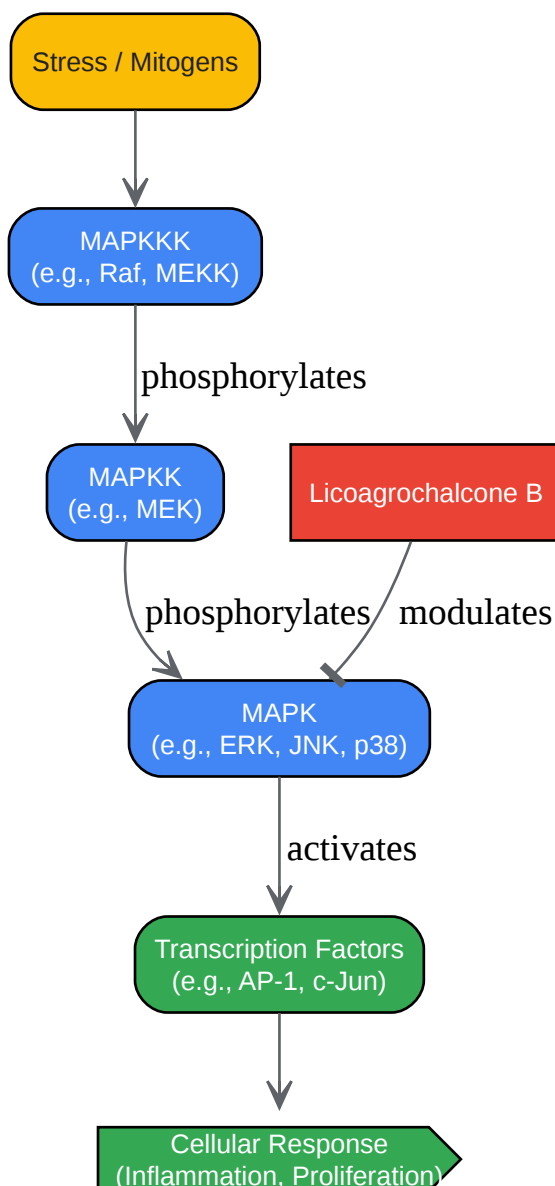 Stress / Mitogens
MAPKKK
(e.g., Raf, MEKK)
phosphorylates
MAPKK
(e.g., MEK)
Licoagrochalcone B
phosphorylates
modulates
MAPK
(e.g., ERK, JNK, p38)
activates
Transcription Factors
(e.g., AP-1, c-Jun)
Cellular Response
(Inflammation, Proliferation)